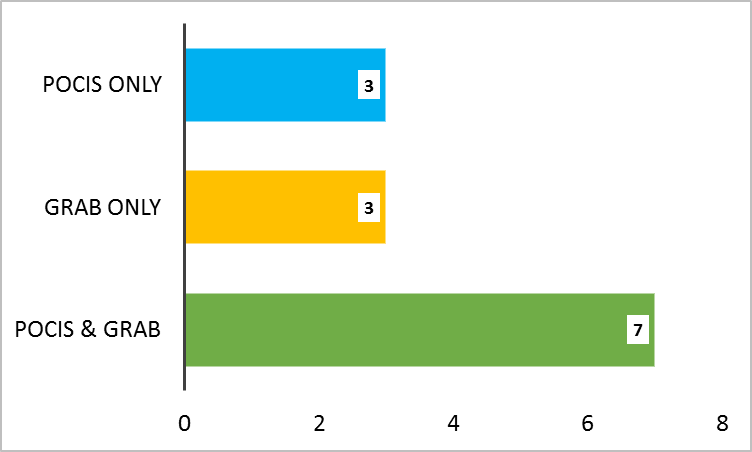 POCIS ONLY
3
GRAB ONLY
3
POCIS & GRAB
7
0 2 4 6 8